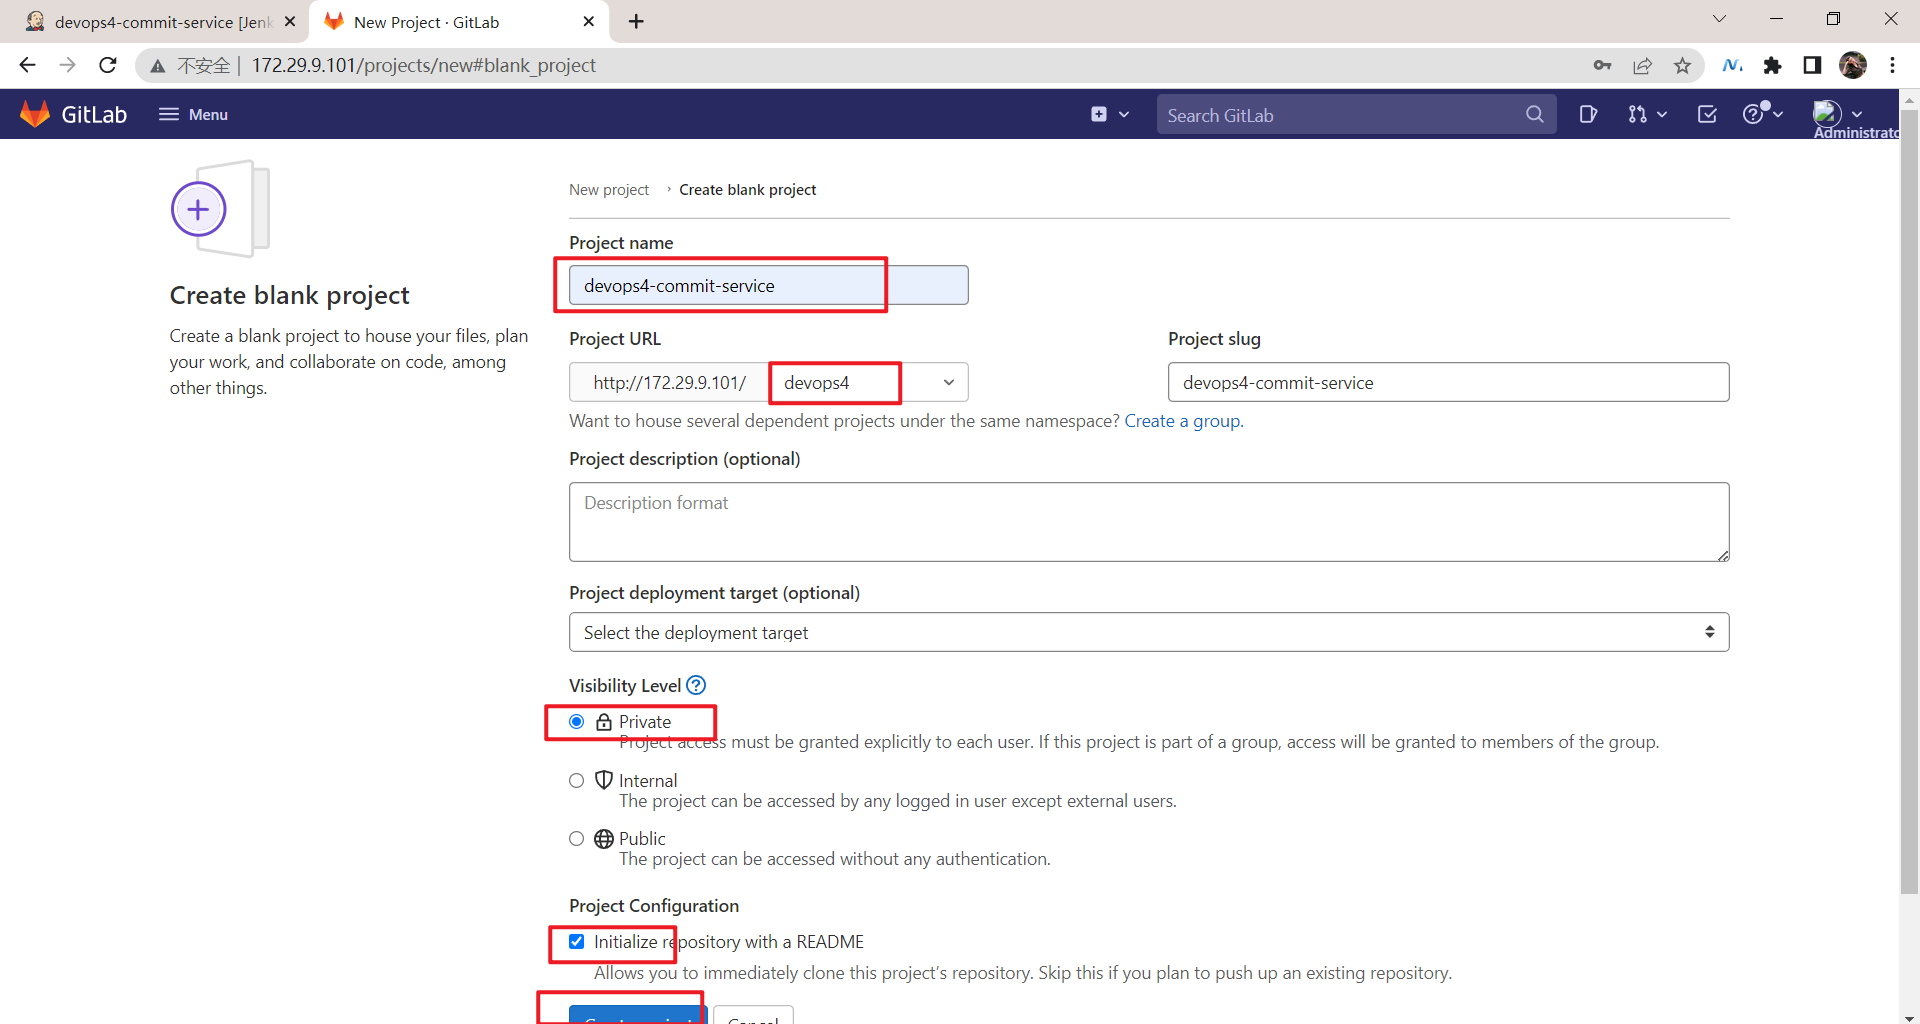 devops4-commit-service [Jenk
New Project · GitLab
不安全 | 172.29.9.101/projects/new#blank_project
GitLab
Menu
Search GitLab
Administrato
New project › Create blank project
Create blank project
Create a blank project to house your files, plan
your work, and collaborate on code, among
other things.
Project name
devops4-commit-service
Project URL
Project slug
http://172.29.9.101/
devops4
devops4-commit-service
Want to house several dependent projects under the same namespace? Create a group.
Project description (optional)
Description format
Project deployment target (optional)
Select the deployment target
Visibility Level
Private
Project access must be granted explicitly to each user. If this project is part of a group, access will be granted to members of the group.
Internal
The project can be accessed by any logged in user except external users.
Public
The project can be accessed without any authentication.
Project Configuration
Initialize repository with a README
Allows you to immediately clone this project's repository. Skip this if you plan to push up an existing repository.
Cancel